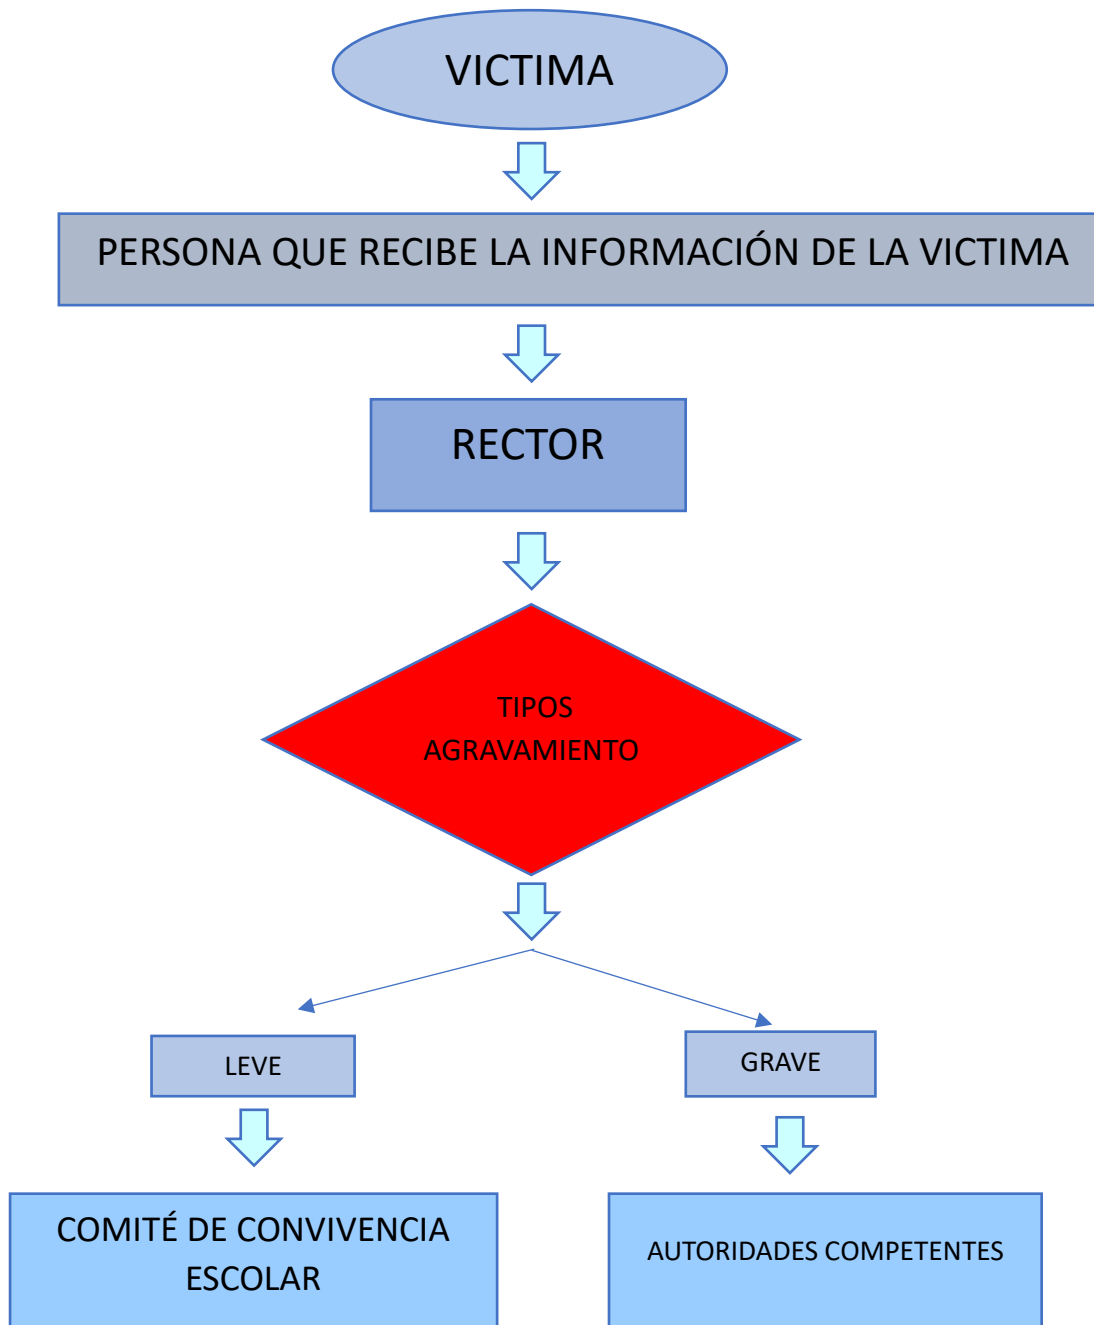 VICTIMA
PERSONA QUE RECIBE LA INFORMACIÓN DE LA VICTIMA
RECTOR
TIPOS
AGRAVAMIENTO
LEVE
GRAVE
COMITÉ DE CONVIVENCIA
ESCOLAR
AUTORIDADES COMPETENTES